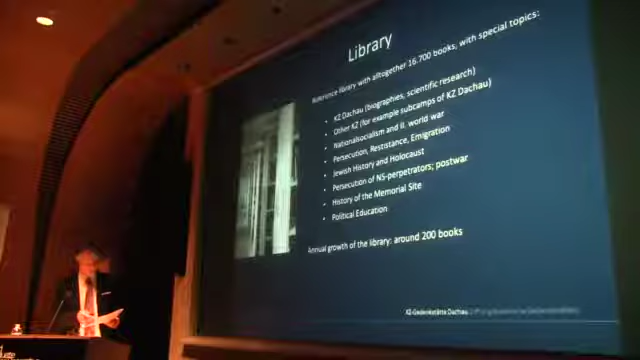 Library
Reference library with alltogether 16.700 books, with special topics:
• KZ Dachau (biographies, scientific research)
• Other KZ (for example subcamps of KZ Dachau)
• Nationalsocialism and II. world war
• Persecution, Restistance, Emigration
• Jewish History and Holocaust
• Persecution of NS-perpetrators; postwar
• History of the Memorial Site
• Political Education
Annual growth of the library: around 200 books
KZ-Gedenkstätte Dachau